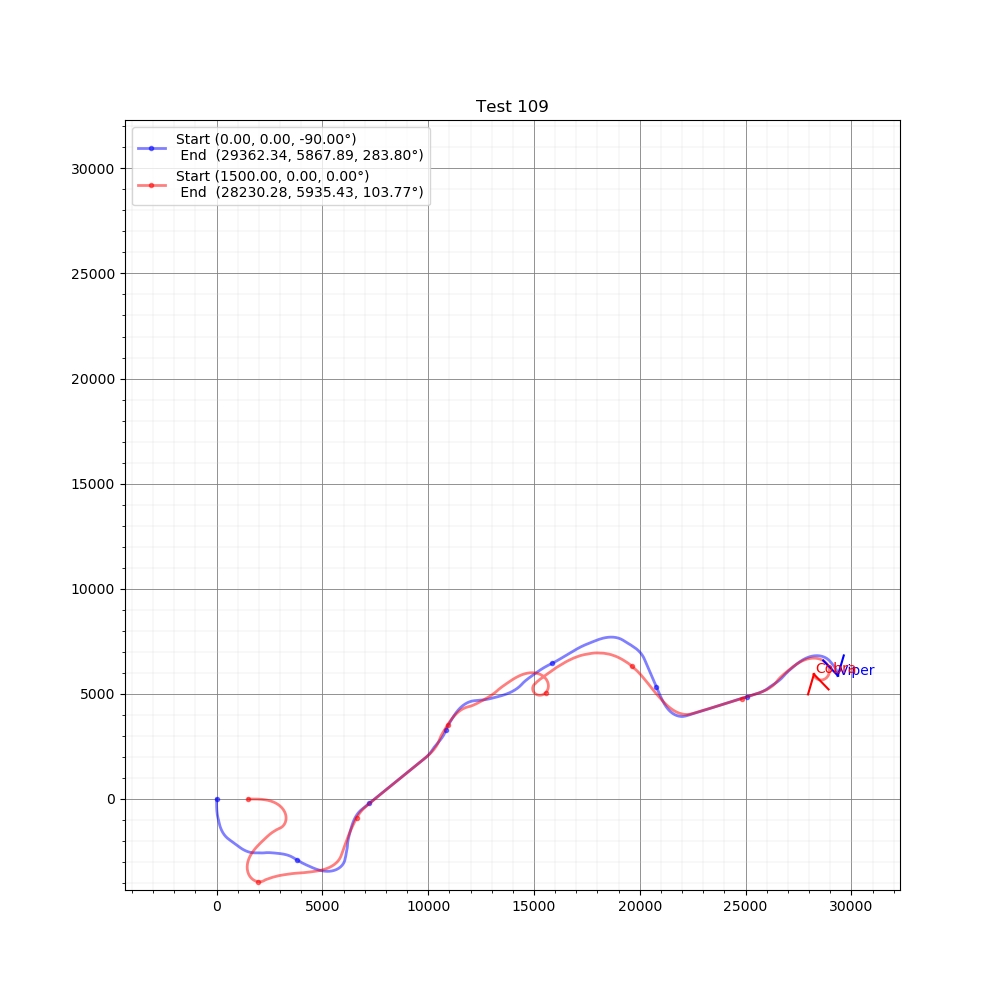 Test 109
Start (0.00, 0.00, -90.00°)
End  (29362.34, 5867.89, 283.80°)
Start (1500.00, 0.00, 0.00°)
End  (28230.28, 5935.43, 103.77°)
30000
25000
20000
15000
10000
5000
0
Cobra
Viper
0 5000 10000 15000 20000 25000 30000